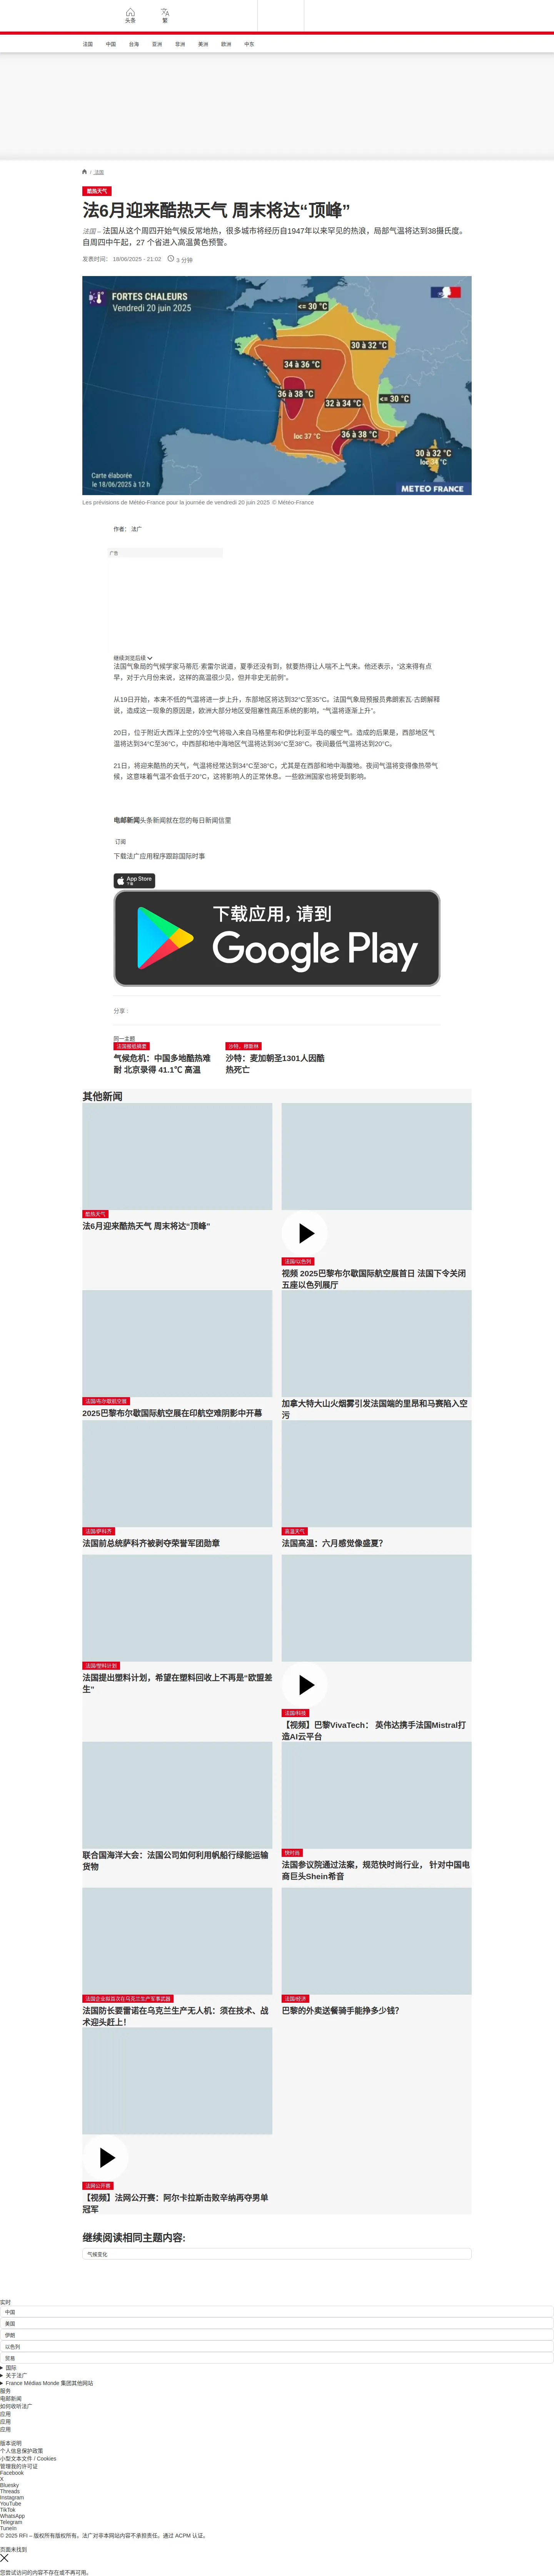 头条
繁
法国 中国 台海 亚洲 非洲 美洲 欧洲 中东
/ 法国
酷热天气
法6月迎来酷热天气 周末将达“顶峰”
法国 – 法国从这个周四开始气候反常地热，很多城市将经历自1947年以来罕见的热浪，局部气温将达到38摄氏度。
自周四中午起，27 个省进入高温黄色预警。
发表时间： 18/06/2025 - 21:02 3 分钟
FORTES CHALEURS
Vendredi 20 juin 2025
<= 30 °C
30 à 32 °C
34 à 36 °C
36 à 38 °C
32 à 34 °C
<= 30 °C
loc 37 °C
36 à 38 °C
30 à 32 °C
loc 34 °C
Carte élaborée
le 18/06/2025 à 12 h
METEO FRANCE
Les prévisions de Météo-France pour la journée de vendredi 20 juin 2025 © Météo-France
作者： 法广
广告
继续浏览后续
法国气象局的气候学家马蒂厄·索雷尔说道，夏季还没有到，就要热得让人喘不上气来。他还表示，“这来得有点
早，对于六月份来说，这样的高温很少见，但并非史无前例”。
从19日开始，本来不低的气温将进一步上升，东部地区将达到32°C至35°C。法国气象局预报员弗朗索瓦·古朗解释
说，造成这一现象的原因是，欧洲大部分地区受阻塞性高压系统的影响，“气温将逐渐上升”。
20日，位于附近大西洋上空的冷空气将吸入来自马格里布和伊比利亚半岛的暖空气。造成的后果是，西部地区气
温将达到34°C至36°C，中西部和地中海地区气温将达到36°C至38°C。夜间最低气温将达到20°C。
21日，将迎来酷热的天气，气温将经常达到34°C至38°C，尤其是在西部和地中海腹地。夜间气温将变得像热带气
候，这意味着气温不会低于20°C，这将影响人的正常休息。一些欧洲国家也将受到影响。
电邮新闻头条新闻就在您的每日新闻信里
订阅
下载法广应用程序跟踪国际时事
App Store
下载
下载应用，请到
Google Play
分享 :
同一主题
法国报纸摘要
气候危机：中国多地酷热难
耐 北京录得 41.1℃ 高温
沙特，穆斯林
沙特：麦加朝圣1301人因酷
热死亡
其他新闻
酷热天气
法6月迎来酷热天气 周末将达“顶峰”
法国/以色列
视频 2025巴黎布尔歇国际航空展首日 法国下令关闭
五座以色列展厅
法国/布尔歇航空展
2025巴黎布尔歇国际航空展在印航空难阴影中开幕
加拿大特大山火烟雾引发法国端的里昂和马赛陷入空
污
法国/萨科齐
法国前总统萨科齐被剥夺荣誉军团勋章
高温天气
法国高温：六月感觉像盛夏？
法国/塑料计划
法国提出塑料计划，希望在塑料回收上不再是“欧盟差
生”
法国/科技
【视频】巴黎VivaTech： 英伟达携手法国Mistral打
造AI云平台
联合国海洋大会：法国公司如何利用帆船行绿能运输
货物
快时尚
法国参议院通过法案，规范快时尚行业， 针对中国电
商巨头Shein希音
法国企业拟首次在乌克兰生产军事武器
法国防长要雷诺在乌克兰生产无人机：须在技术、战
术迎头赶上！
法国/经济
巴黎的外卖送餐骑手能挣多少钱？
法网公开赛
【视频】法网公开赛：阿尔卡拉斯击败辛纳再夺男单
冠军
继续阅读相同主题内容:
气候变化
实时
中国
美国
伊朗
以色列
贸易
国际
关于法广
France Médias Monde 集团其他网站
服务
电邮新闻
如何收听法广
应用
应用
应用
版本说明
个人信息保护政策
小型文本文件 / Cookies
管理我的许可证
Facebook
X
Bluesky
Threads
Instagram
YouTube
TikTok
WhatsApp
Telegram
TuneIn
© 2025 RFI – 版权所有版权所有。法广对非本网站内容不承担责任。通过 ACPM 认证。
页面未找到
您尝试访问的内容不存在或不再可用。